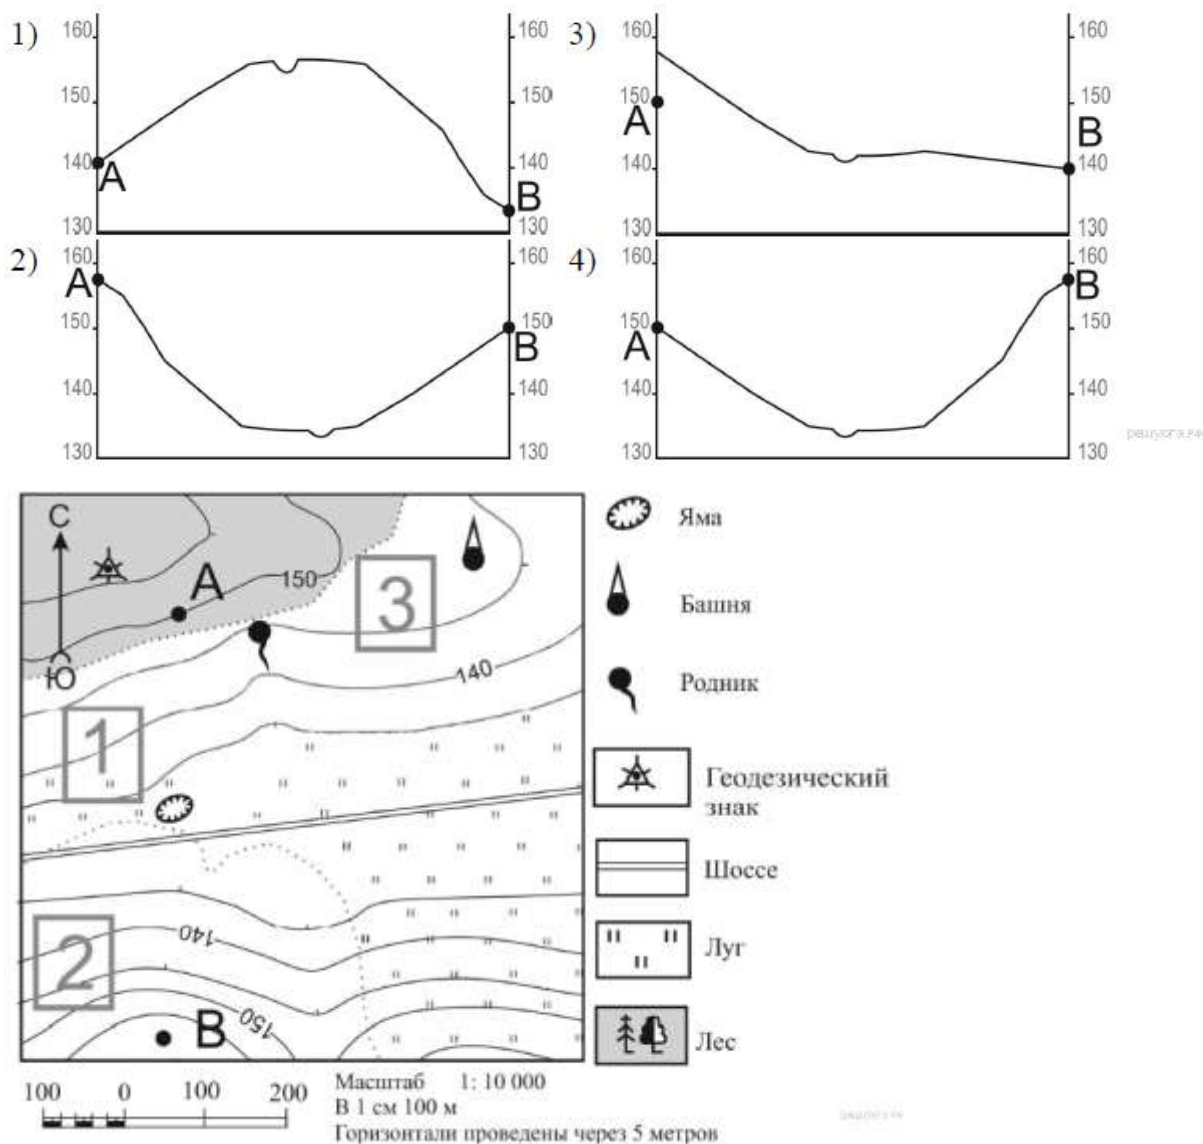 1)
160
150
140
130
A
160
150
140
130
B
3)
160
150
140
130
A
160
150
140
130
B
2)
160
150
140
130
A
160
150
140
130
B
4)
160
150
140
130
A
160
150
140
130
B
С
Ю
A
150
3
140
1
2
140
150
B
Яма
Башня
Родник
Геодезический
знак
Шоссе
Луг
Лес
100 0 100 200
Масштаб 1: 10 000
В 1 см 100 м
Горизонтали проведены через 5 метров